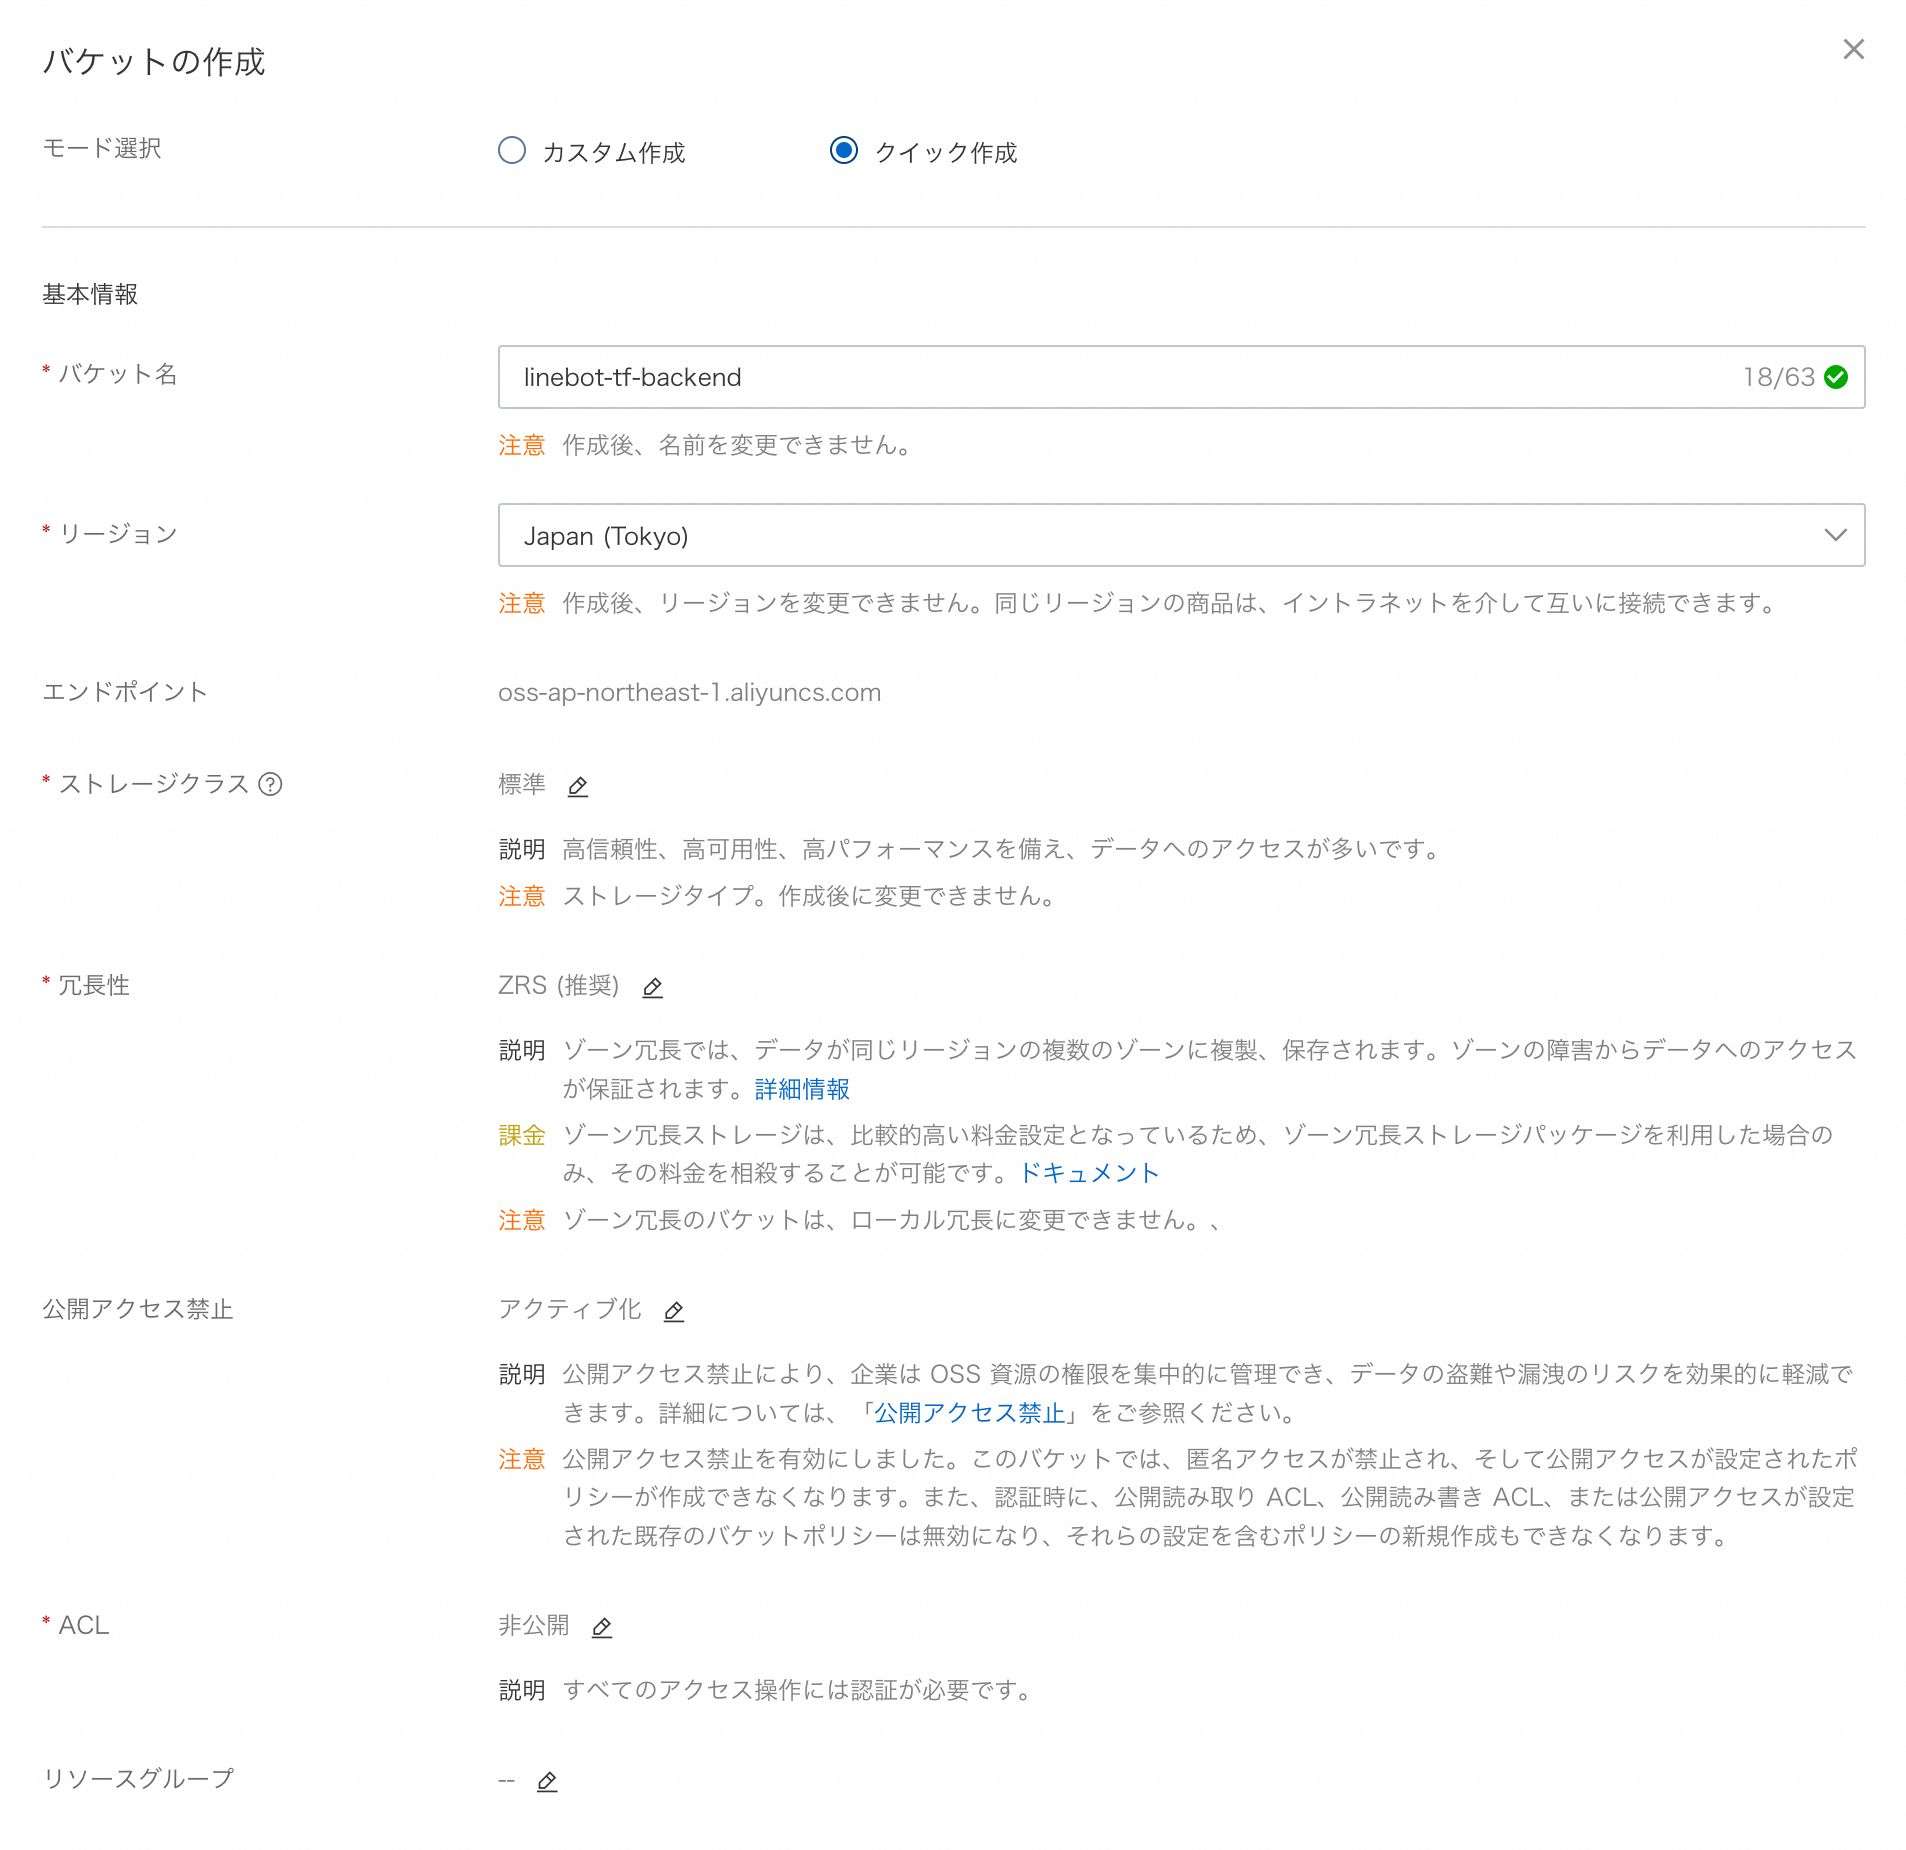 バケットの作成
モード選択
カスタム作成
クイック作成
基本情報
* バケット名
linebot-tf-backend
18/63
注意 作成後、名前を変更できません。
* リージョン
Japan (Tokyo)
注意 作成後、リージョンを変更できません。同じリージョンの商品は、イントラネットを介して互いに接続できます。
エンドポイント
oss-ap-northeast-1.aliyuncs.com
* ストレージクラス ?
標準
説明 高信頼性、高可用性、高パフォーマンスを備え、データへのアクセスが多いです。
注意 ストレージタイプ。作成後に変更できません。
* 冗長性
ZRS (推奨)
説明 ゾーン冗長では、データが同じリージョンの複数のゾーンに複製、保存されます。ゾーンの障害からデータへのアクセス
が保証されます。詳細情報
課金 ゾーン冗長ストレージは、比較的高い料金設定となっているため、ゾーン冗長ストレージパッケージを利用した場合の
み、その料金を相殺することが可能です。ドキュメント
注意 ゾーン冗長のバケットは、ローカル冗長に変更できません。、
公開アクセス禁止
アクティブ化
説明 公開アクセス禁止により、企業は OSS 資源の権限を集中的に管理でき、データの盗難や漏洩のリスクを効果的に軽減で
きます。詳細については、「公開アクセス禁止」をご参照ください。
注意 公開アクセス禁止を有効にしました。このバケットでは、匿名アクセスが禁止され、そして公開アクセスが設定されたポ
リシーが作成できなくなります。また、認証時に、公開読み取り ACL、公開読み書き ACL、または公開アクセスが設定
された既存のバケットポリシーは無効になり、それらの設定を含むポリシーの新規作成もできなくなります。
* ACL
非公開
説明 すべてのアクセス操作には認証が必要です。
リソースグループ
--